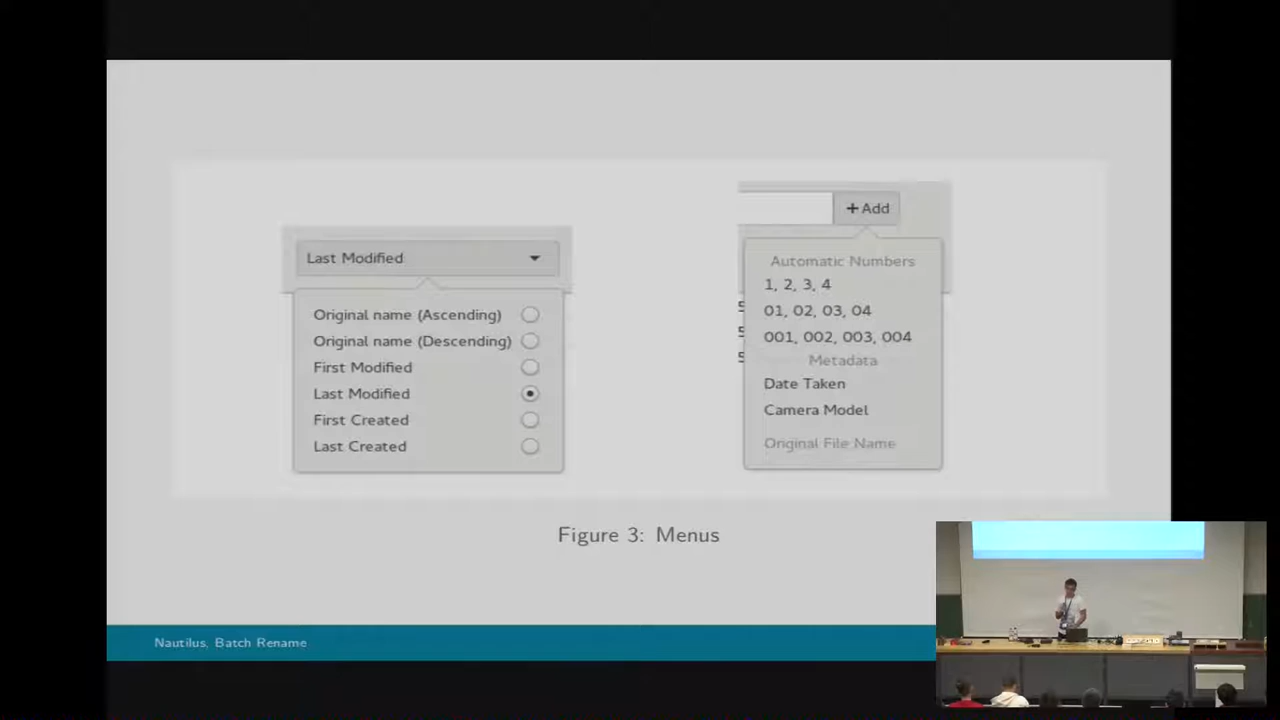 Last Modified
Original name (Ascending)
Original name (Descending)
First Modified
Last Modified
First Created
Last Created
+ Add
Automatic Numbers
1, 2, 3, 4
01, 02, 03, 04
001, 002, 003, 004
Metadata
Date Taken
Camera Model
Original File Name
Figure 3: Menus
Nautilus, Batch Rename